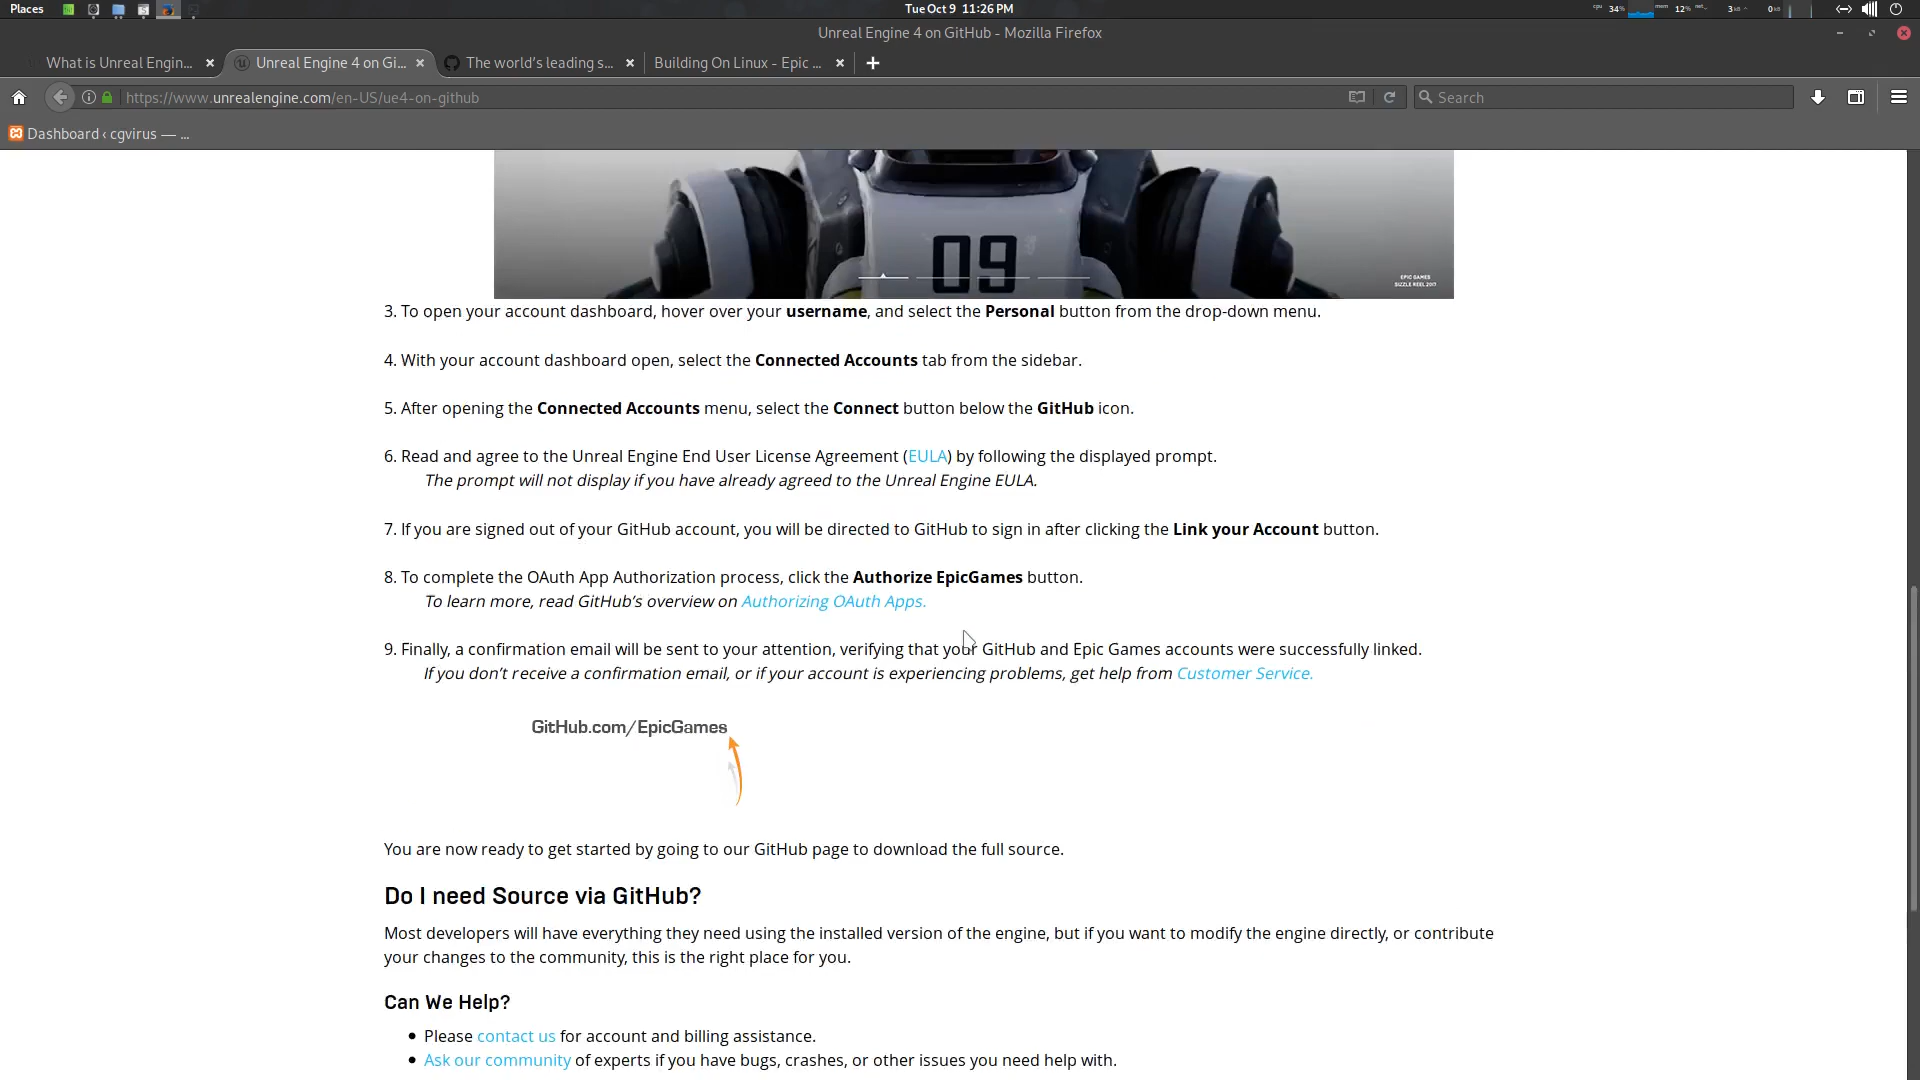 Places
Tue Oct 9 11:26 PM
cpu 34% mem 12% net 3 kB 0 kB
Unreal Engine 4 on GitHub - Mozilla Firefox
What is Unreal Engin...
Unreal Engine 4 on Gi...
The world's leading s...
Building On Linux - Epic ...
https://www.unrealengine.com/en-US/ue4-on-github
Search
Dashboard ‹ cgvirus — ...
09
EPIC GAMES
SIZZLE REEL 2017
3. To open your account dashboard, hover over your username, and select the Personal button from the drop-down menu.
4. With your account dashboard open, select the Connected Accounts tab from the sidebar.
5. After opening the Connected Accounts menu, select the Connect button below the GitHub icon.
6. Read and agree to the Unreal Engine End User License Agreement (EULA) by following the displayed prompt.
The prompt will not display if you have already agreed to the Unreal Engine EULA.
7. If you are signed out of your GitHub account, you will be directed to GitHub to sign in after clicking the Link your Account button.
8. To complete the OAuth App Authorization process, click the Authorize EpicGames button.
To learn more, read GitHub's overview on Authorizing OAuth Apps.
9. Finally, a confirmation email will be sent to your attention, verifying that your GitHub and Epic Games accounts were successfully linked.
If you don't receive a confirmation email, or if your account is experiencing problems, get help from Customer Service.
GitHub.com/EpicGames
You are now ready to get started by going to our GitHub page to download the full source.
Do I need Source via GitHub?
Most developers will have everything they need using the installed version of the engine, but if you want to modify the engine directly, or contribute
your changes to the community, this is the right place for you.
Can We Help?
• Please contact us for account and billing assistance.
• Ask our community of experts if you have bugs, crashes, or other issues you need help with.